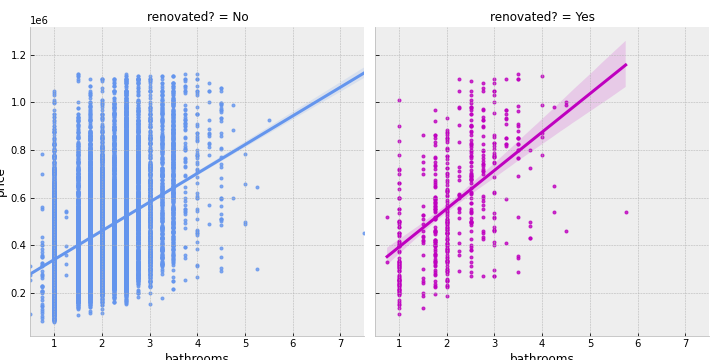 renovated? = No
renovated? = Yes
1e6
1.2
1.0
0.8
0.6
0.4
0.2
price
1 2 3 4 5 6 7
1 2 3 4 5 6 7
bathrooms
bathrooms